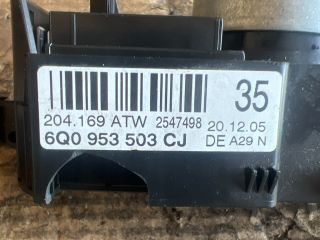 35
204.169 ATW 2547498 20.12.05
6Q0 953 503 CJ DE A29 N